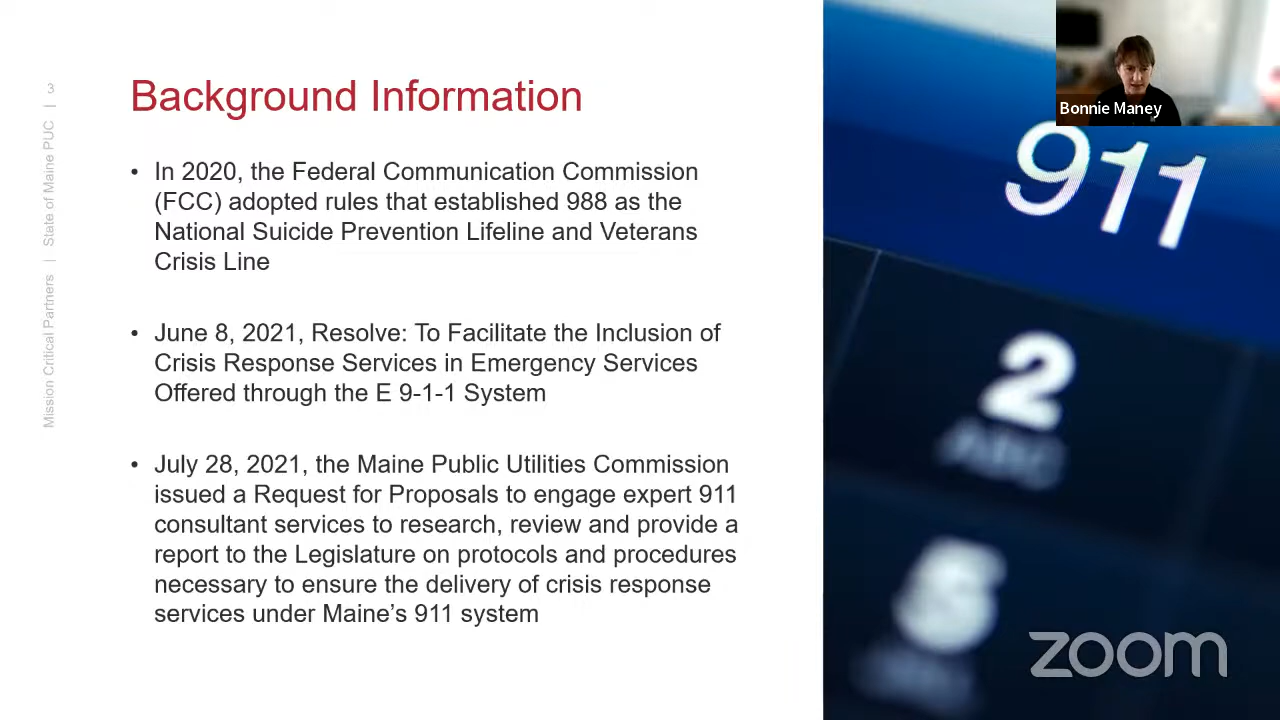 Mission Critical Partners | State of Maine PUC | 3
Background Information
• In 2020, the Federal Communication Commission
(FCC) adopted rules that established 988 as the
National Suicide Prevention Lifeline and Veterans
Crisis Line
• June 8, 2021, Resolve: To Facilitate the Inclusion of
Crisis Response Services in Emergency Services
Offered through the E 9-1-1 System
• July 28, 2021, the Maine Public Utilities Commission
issued a Request for Proposals to engage expert 911
consultant services to research, review and provide a
report to the Legislature on protocols and procedures
necessary to ensure the delivery of crisis response
services under Maine’s 911 system
Bonnie Maney
911
2
ABC
5
zoom